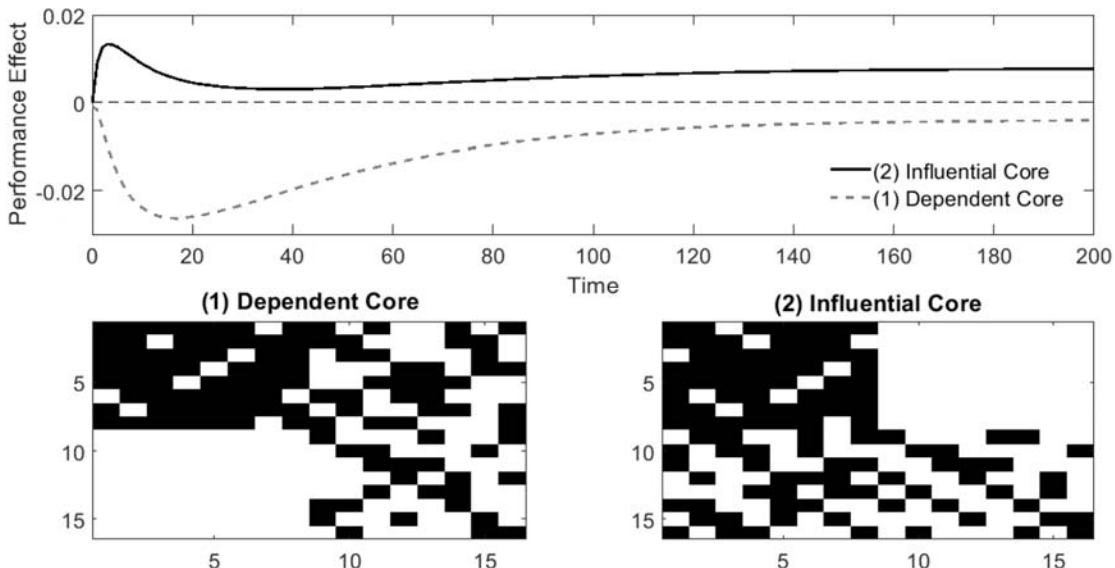 0.02
0
-0.02
Performance Effect
(2) Influential Core
(1) Dependent Core
0 20 40 60 80 100 120 140 160 180 200
Time
(1) Dependent Core
5
10
15
5 10 15
(2) Influential Core
5
10
15
5 10 15